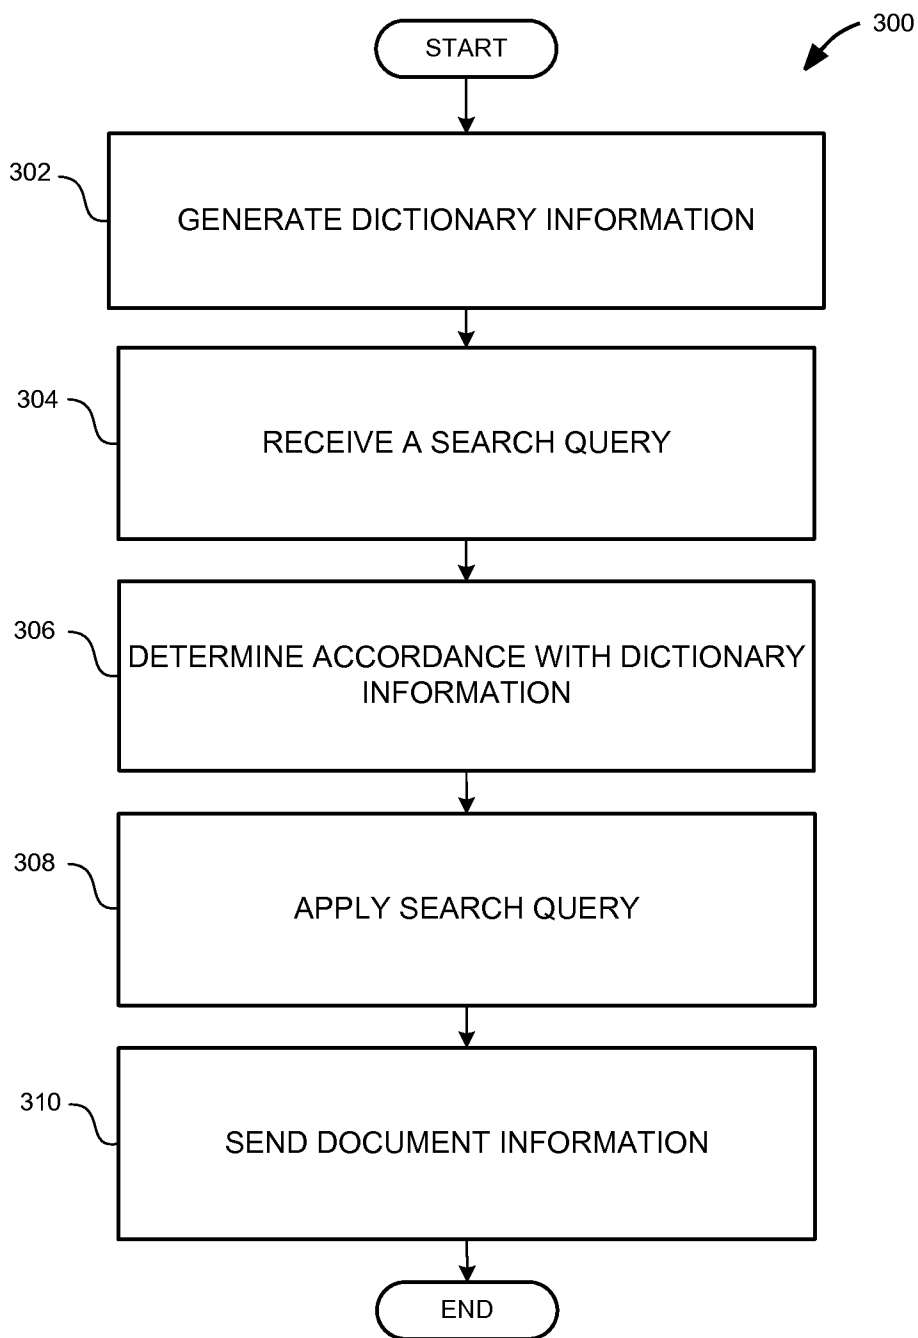 START
300
302
GENERATE DICTIONARY INFORMATION
304
RECEIVE A SEARCH QUERY
306
DETERMINE ACCORDANCE WITH DICTIONARY
INFORMATION
308
APPLY SEARCH QUERY
310
SEND DOCUMENT INFORMATION
END